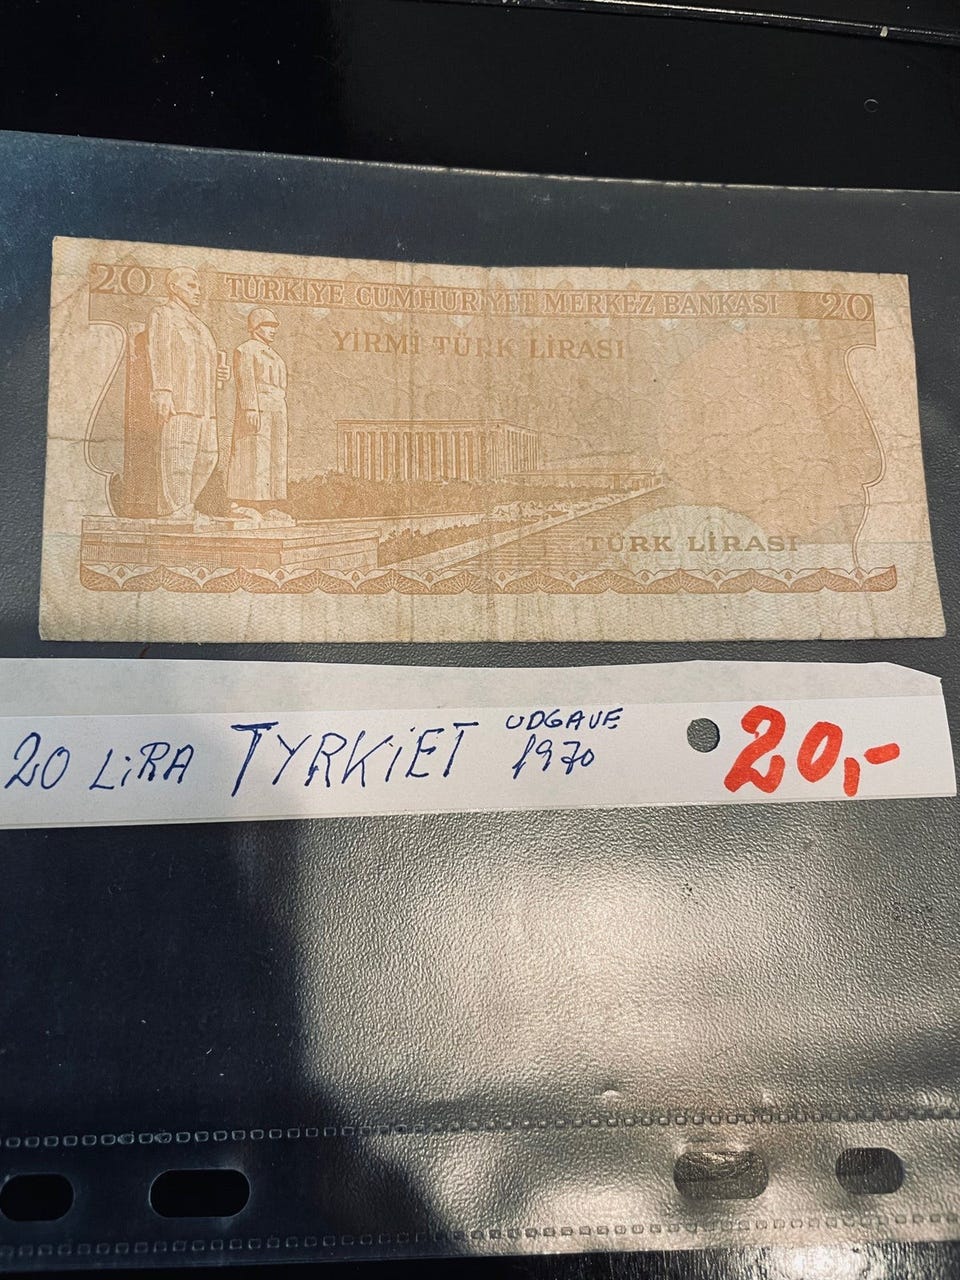 20 TÜRKİYE CUMHURİYET MERKEZ BANKASI 20
YİRMİ TÜRK LİRASI
TÜRK LİRASI
20 LiRA TYRKiET UDGAVE 1970 20,-